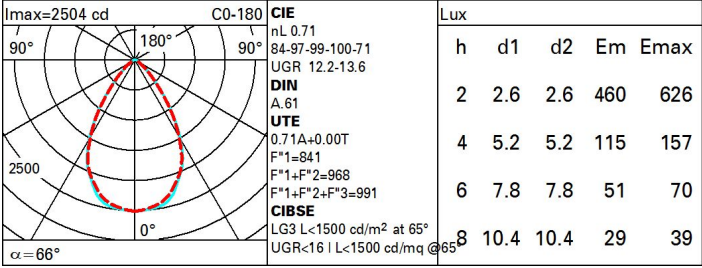 Imax=2504 cd C0-180
90° 180° 90°
2500
0°
α=66°
CIE
nL 0.71
84-97-99-100-71
UGR 12.2-13.6
DIN
A.61
UTE
0.71A+0.00T
F"1=841
F"1+F"2=968
F"1+F"2+F"3=991
CIBSE
LG3 L<1500 cd/m² at 65°
UGR<16 | L<1500 cd/mq @65°
Lux
h d1 d2 Em Emax
2 2.6 2.6 460 626
4 5.2 5.2 115 157
6 7.8 7.8 51 70
8 10.4 10.4 29 39